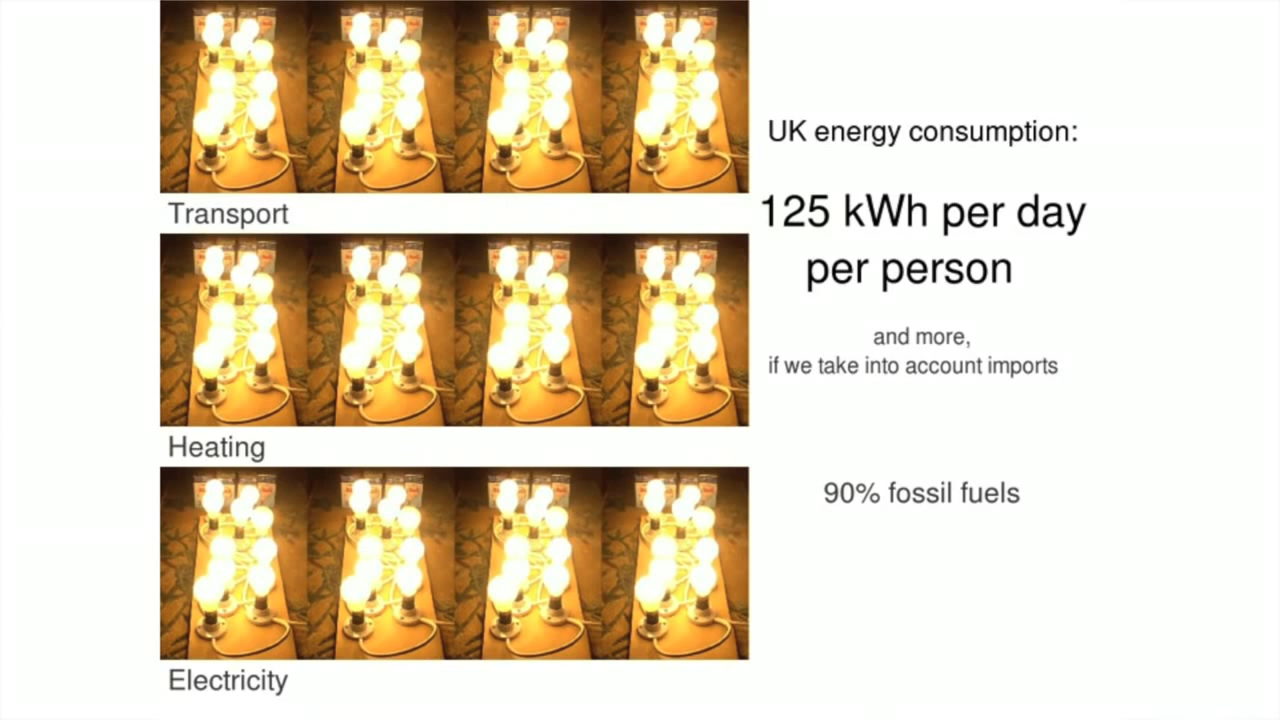 Transport
Heating
Electricity
UK energy consumption:
125 kWh per day
per person
and more,
if we take into account imports
90% fossil fuels